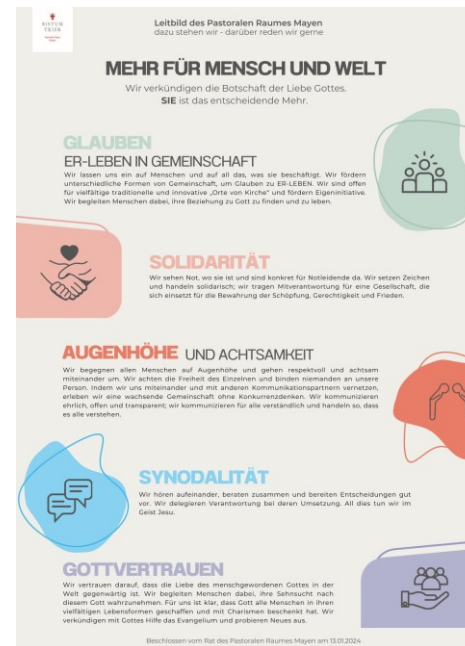 BISTUM
TRIER
Leitbild des Pastoralen Raumes Mayen
dazu stehen wir - darüber reden wir gerne
MEHR FÜR MENSCH UND WELT
Wir verkündigen die Botschaft der Liebe Gottes.
SIE ist das entscheidende Mehr.
GLAUBEN
ER-LEBEN IN GEMEINSCHAFT
Wir lassen uns ein auf Menschen und auf all das, was sie beschäftigt. Wir fördern
unterschiedliche Formen von Gemeinschaft, um Glauben zu ER-LEBEN. Wir sind offen
für vielfältige traditionelle und innovative „Orte von Kirche" und fördern Eigeninitiative.
Wir begleiten Menschen dabei, ihre Beziehung zu Gott zu finden und zu leben.
SOLIDARITÄT
Wir sehen Not, wo sie ist und sind konkret für Notleidende da. Wir setzen Zeichen
und handeln solidarisch; wir tragen Mitverantwortung für eine Gesellschaft, die
sich einsetzt für die Bewahrung der Schöpfung, Gerechtigkeit und Frieden.
AUGENHÖHE UND ACHTSAMKEIT
Wir begegnen allen Menschen auf Augenhöhe und gehen respektvoll und achtsam
miteinander um. Wir achten die Freiheit des Einzelnen und binden niemanden an unsere
Person. Indem wir uns miteinander und mit anderen Kommunikationspartnern vernetzen,
erleben wir eine wachsende Gemeinschaft ohne Konkurrenzdenken. Wir kommunizieren
ehrlich, offen und transparent; wir kommunizieren für alle verständlich und handeln so, dass
es alle verstehen.
SYNODALITÄT
Wir hören aufeinander, beraten zusammen und bereiten Entscheidungen gut
vor. Wir delegieren Verantwortung bei deren Umsetzung. All dies tun wir im
Geist Jesu.
GOTTVERTRAUEN
Wir vertrauen darauf, dass die Liebe des menschgewordenen Gottes in der
Welt gegenwärtig ist. Wir begleiten Menschen dabei, ihre Sehnsucht nach
diesem Gott wahrzunehmen. Für uns ist klar, dass Gott alle Menschen in ihren
vielfältigen Lebensformen geschaffen und mit Charismen beschenkt hat. Wir
verkündigen mit Gottes Hilfe das Evangelium und probieren Neues aus.
Beschlossen vom Rat des Pastoralen Raumes Mayen am 13.01.2024